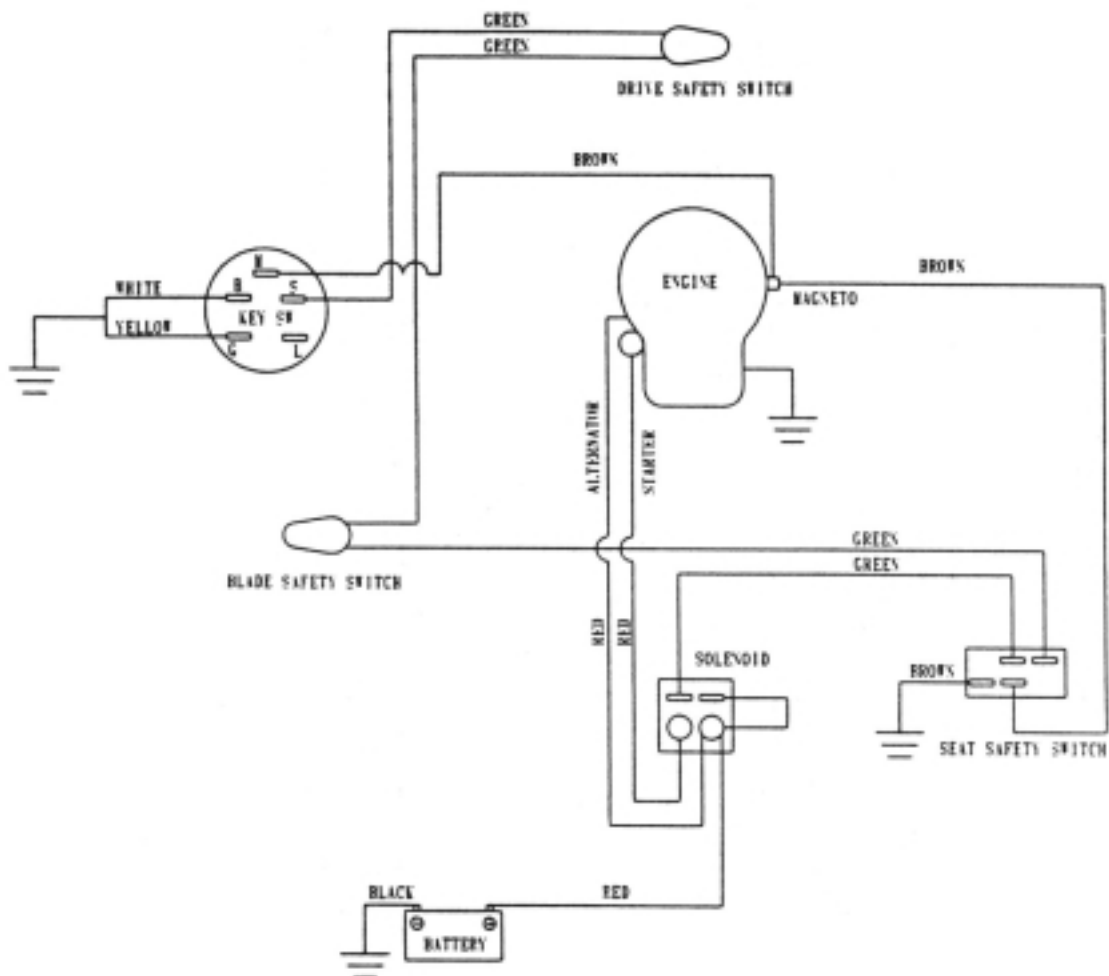 GREEN
GREEN
DRIVE SAFETY SWITCH
BROWN
M
B
S
KEY SW
G
L
WHITE
YELLOW
ENGINE
MAGNETO
BROWN
ALTERNATOR
STARTER
BLADE SAFETY SWITCH
GREEN
GREEN
RED
RED
SOLENOID
BROWN
SEAT SAFETY SWITCH
BLACK
RED
BATTERY